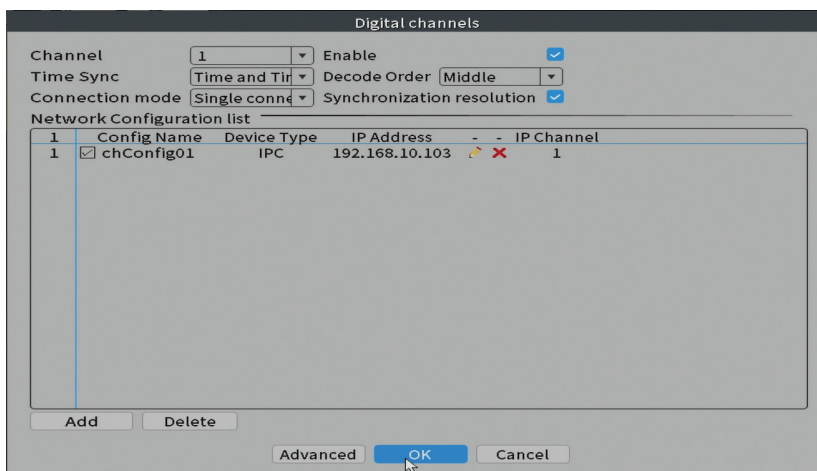 Digital channels
Channel 1 Enable
Time Sync Time and Tir Decode Order Middle
Connection mode Single conne Synchronization resolution
Network Configuration list
1 Config Name Device Type IP Address - - IP Channel
1 chConfig01 IPC 192.168.10.103 1
Add Delete
Advanced OK Cancel